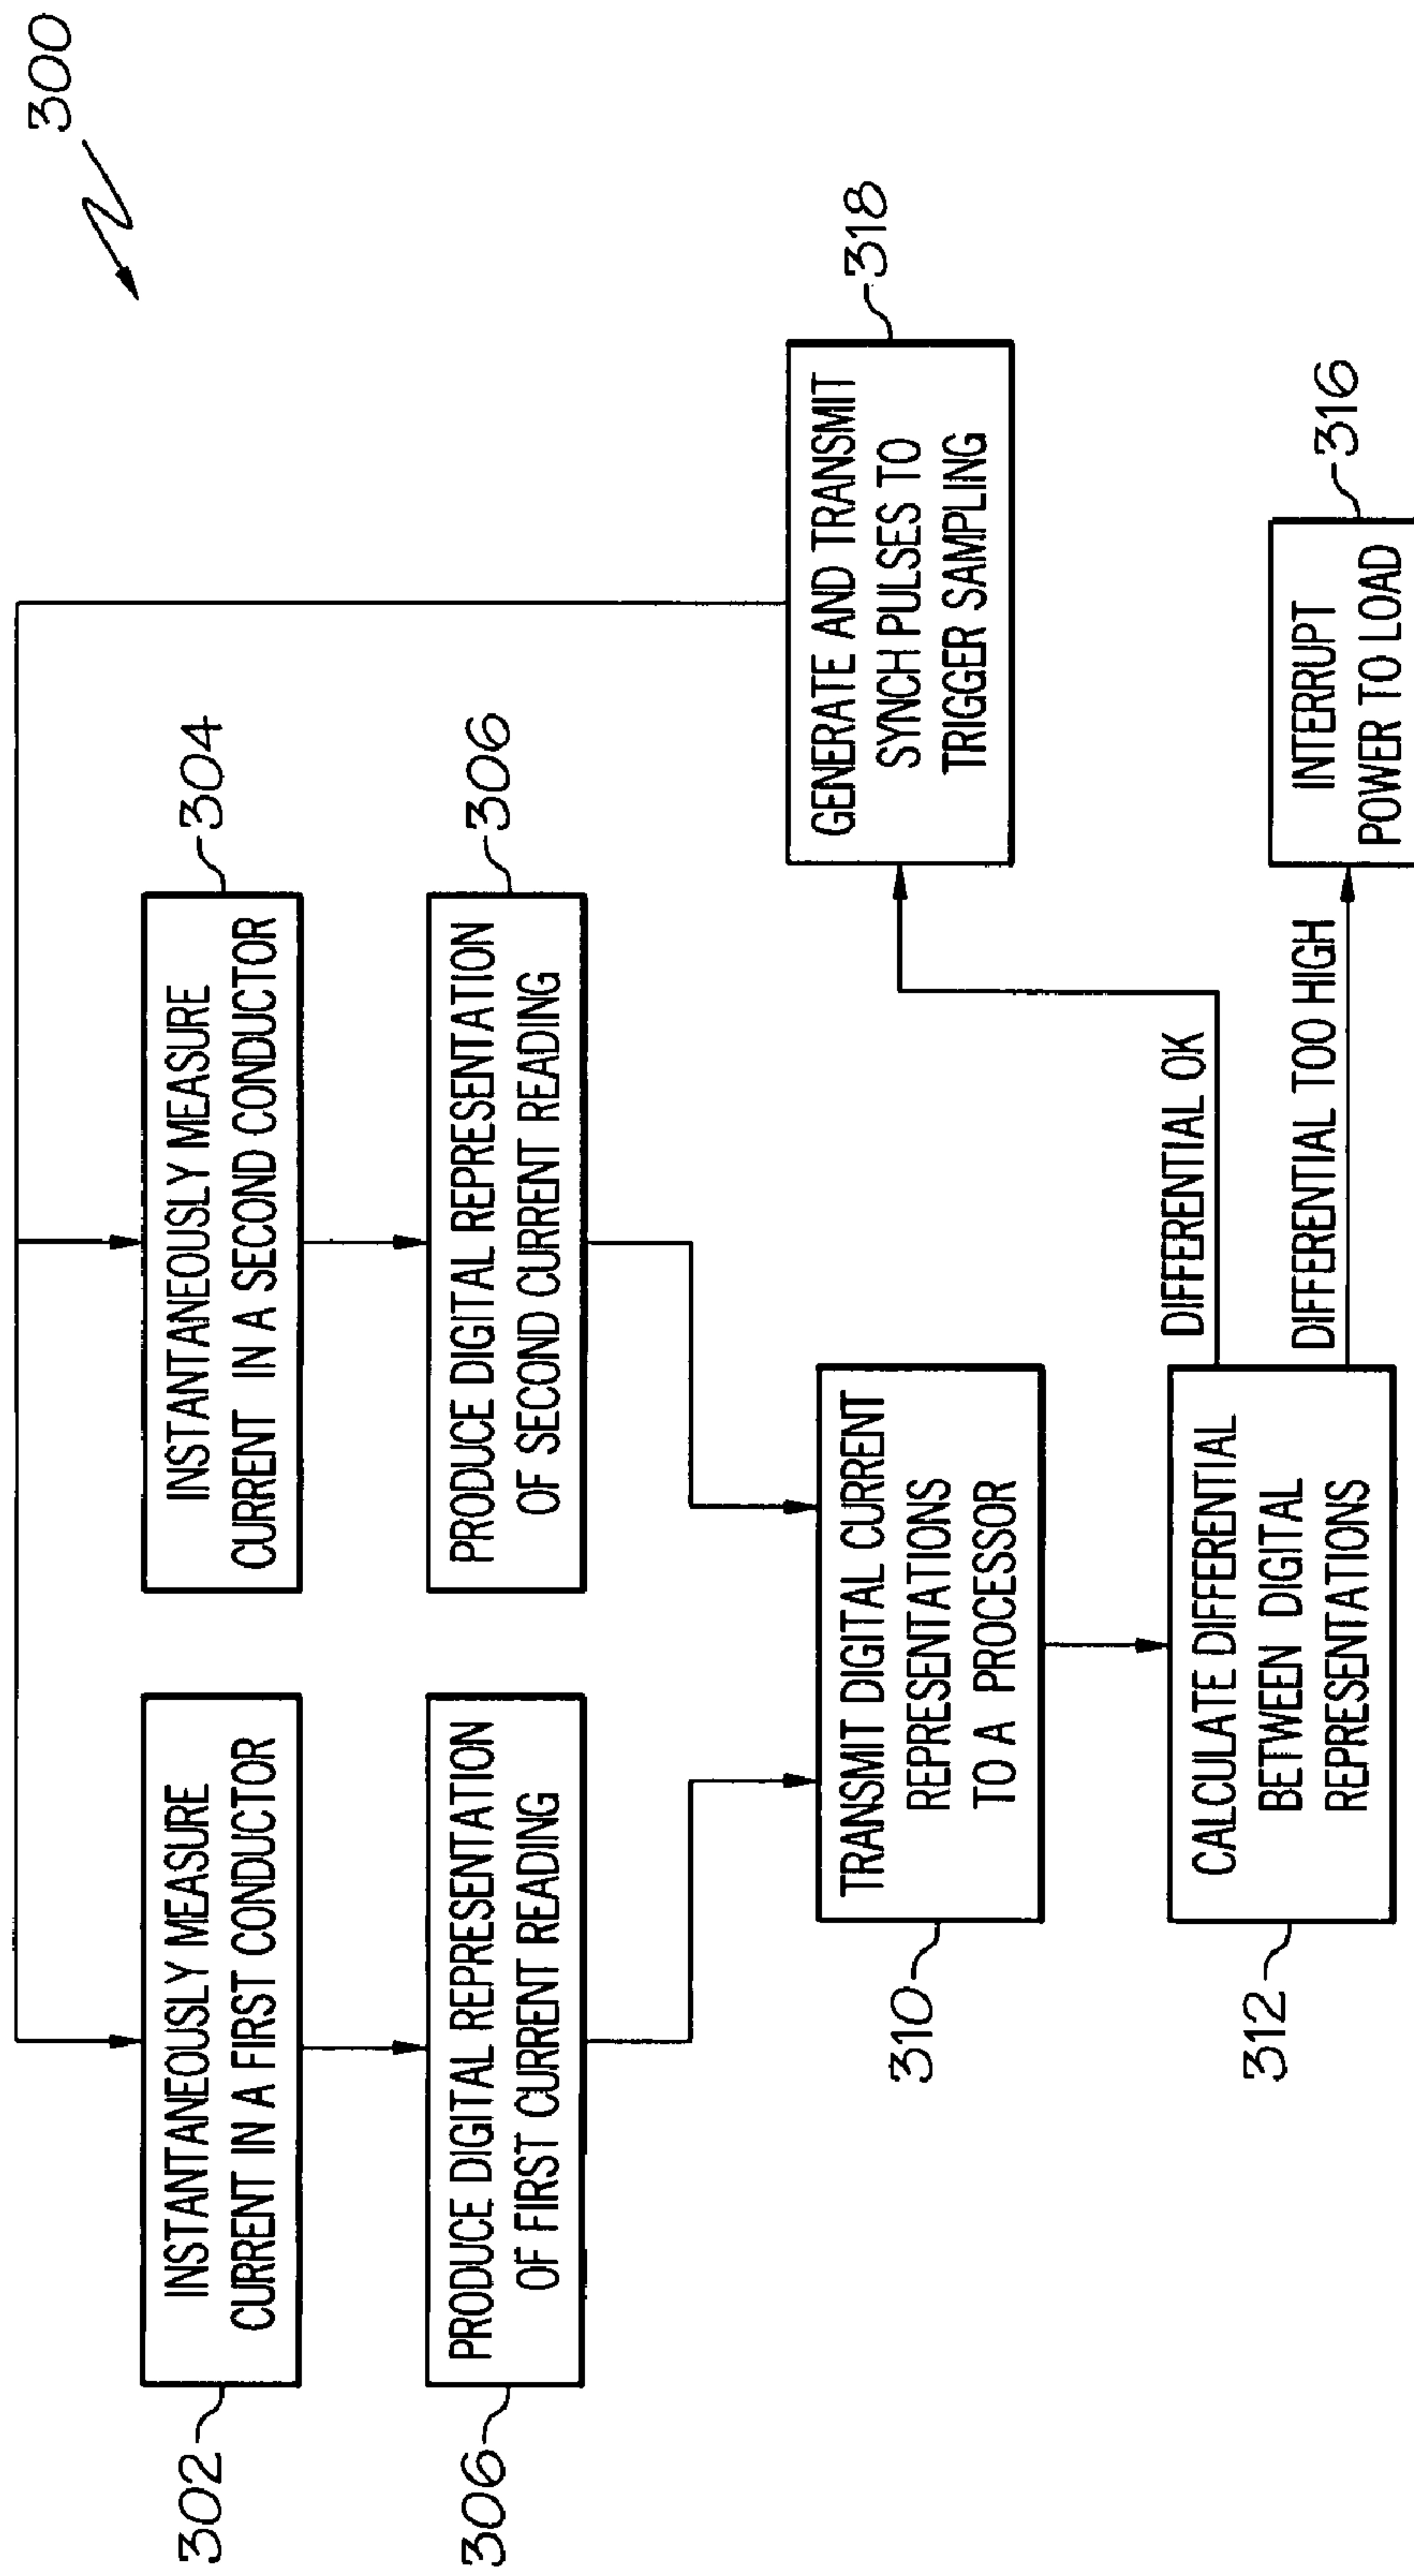 300
302
INSTANTANEOUSLY MEASURE
CURRENT IN A FIRST CONDUCTOR
INSTANTANEOUSLY MEASURE
CURRENT IN A SECOND CONDUCTOR
304
306
PRODUCE DIGITAL REPRESENTATION
OF FIRST CURRENT READING
PRODUCE DIGITAL REPRESENTATION
OF SECOND CURRENT READING
306
310
TRANSMIT DIGITAL CURRENT
REPRESENTATIONS
TO A PROCESSOR
GENERATE AND TRANSMIT
SYNCH PULSES TO
TRIGGER SAMPLING
318
312
CALCULATE DIFFERENTIAL
BETWEEN DIGITAL
REPRESENTATIONS
DIFFERENTIAL OK
DIFFERENTIAL TOO HIGH
INTERRUPT
POWER TO LOAD
316